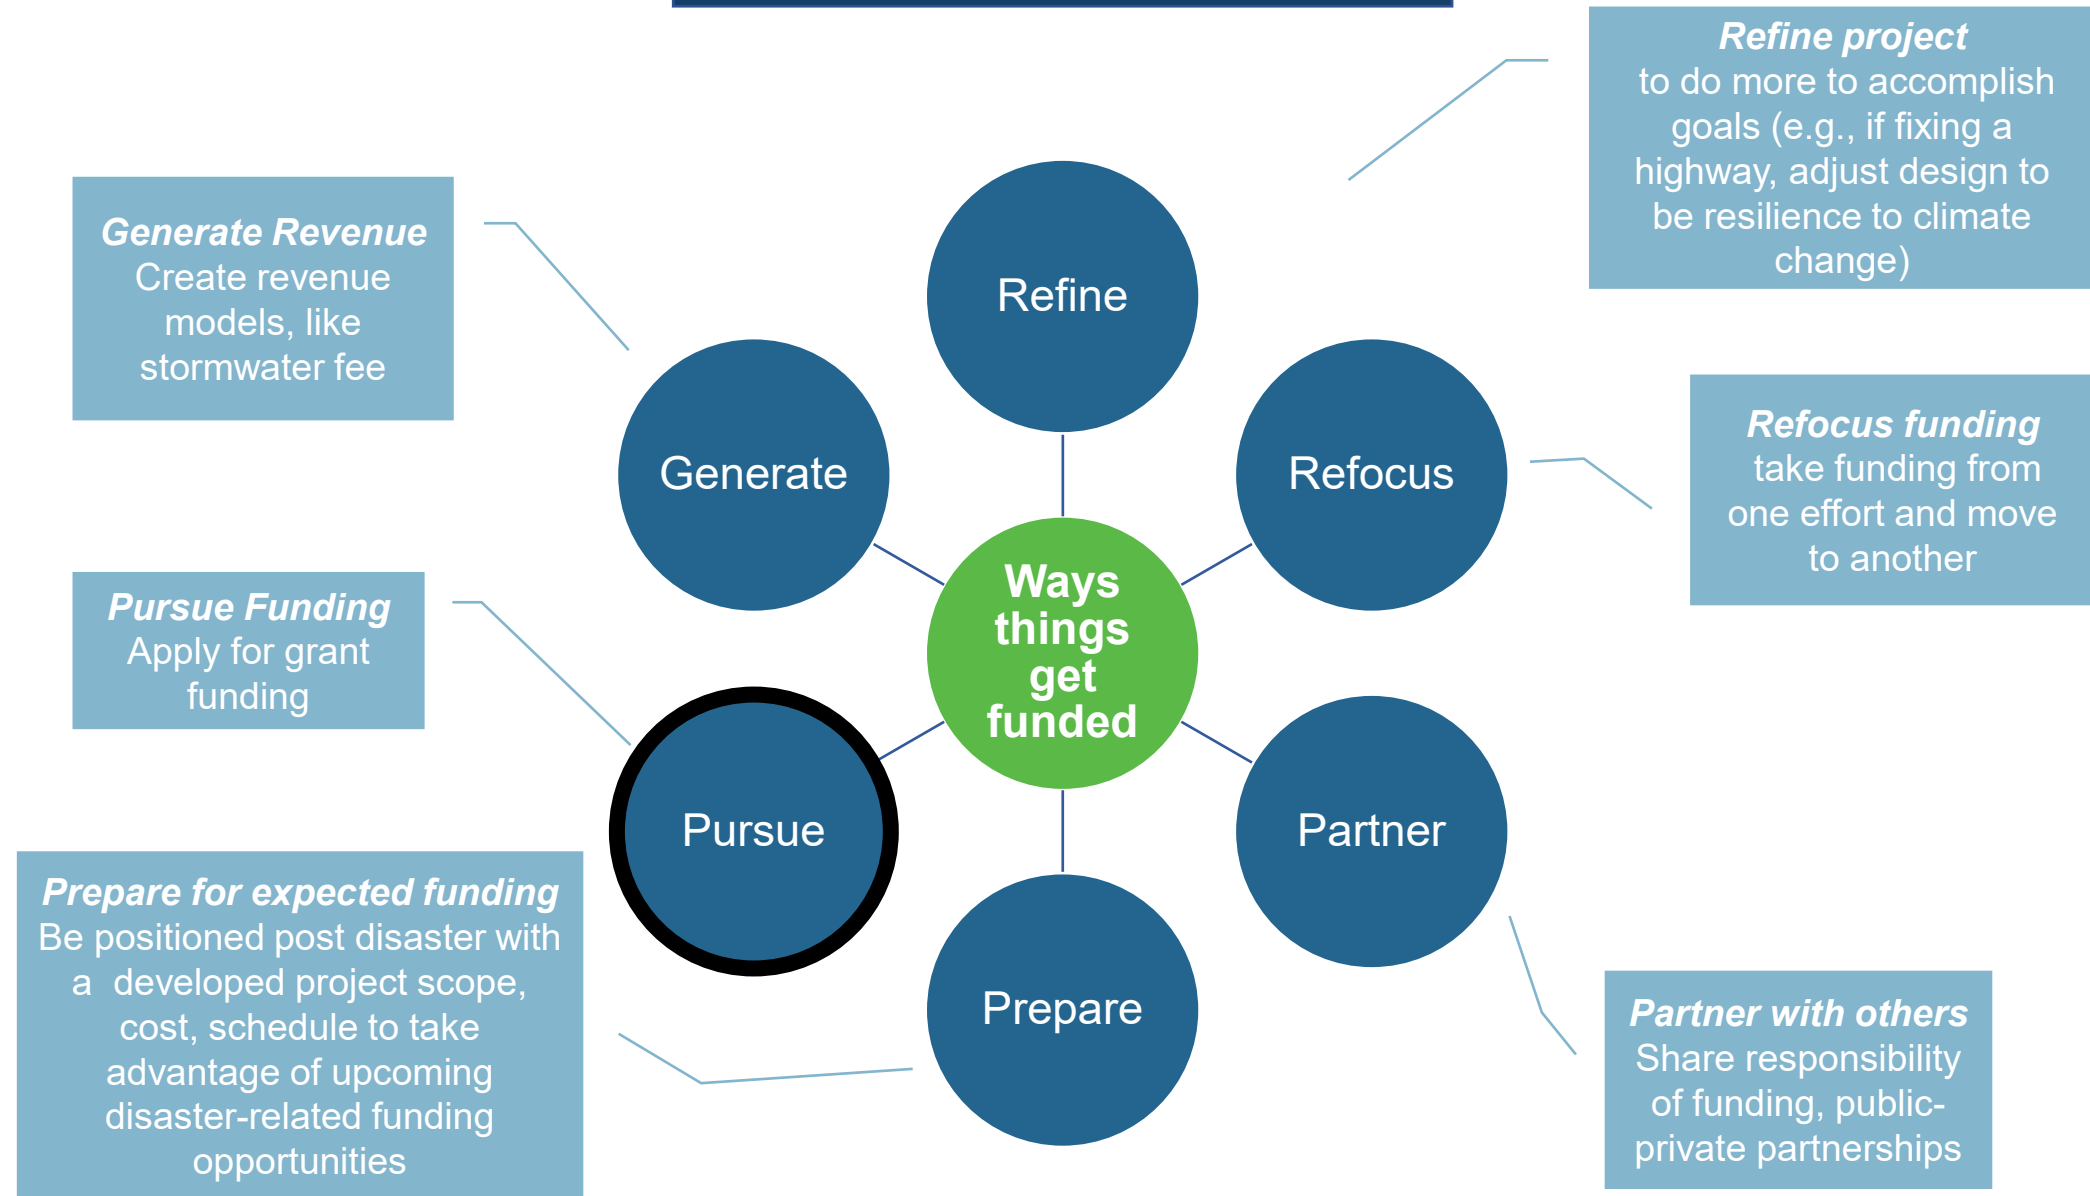 Refine project
to do more to accomplish
goals (e.g., if fixing a
highway, adjust design to
be resilience to climate
change)
Generate Revenue
Create revenue
models, like
stormwater fee
Refine
Generate
Refocus
Refocus funding
take funding from
one effort and move
to another
Ways
things
get
funded
Pursue Funding
Apply for grant
funding
Pursue
Partner
Prepare for expected funding
Be positioned post disaster with
a  developed project scope,
cost, schedule to take
advantage of upcoming
disaster-related funding
opportunities
Prepare
Partner with others
Share responsibility
of funding, public-
private partnerships